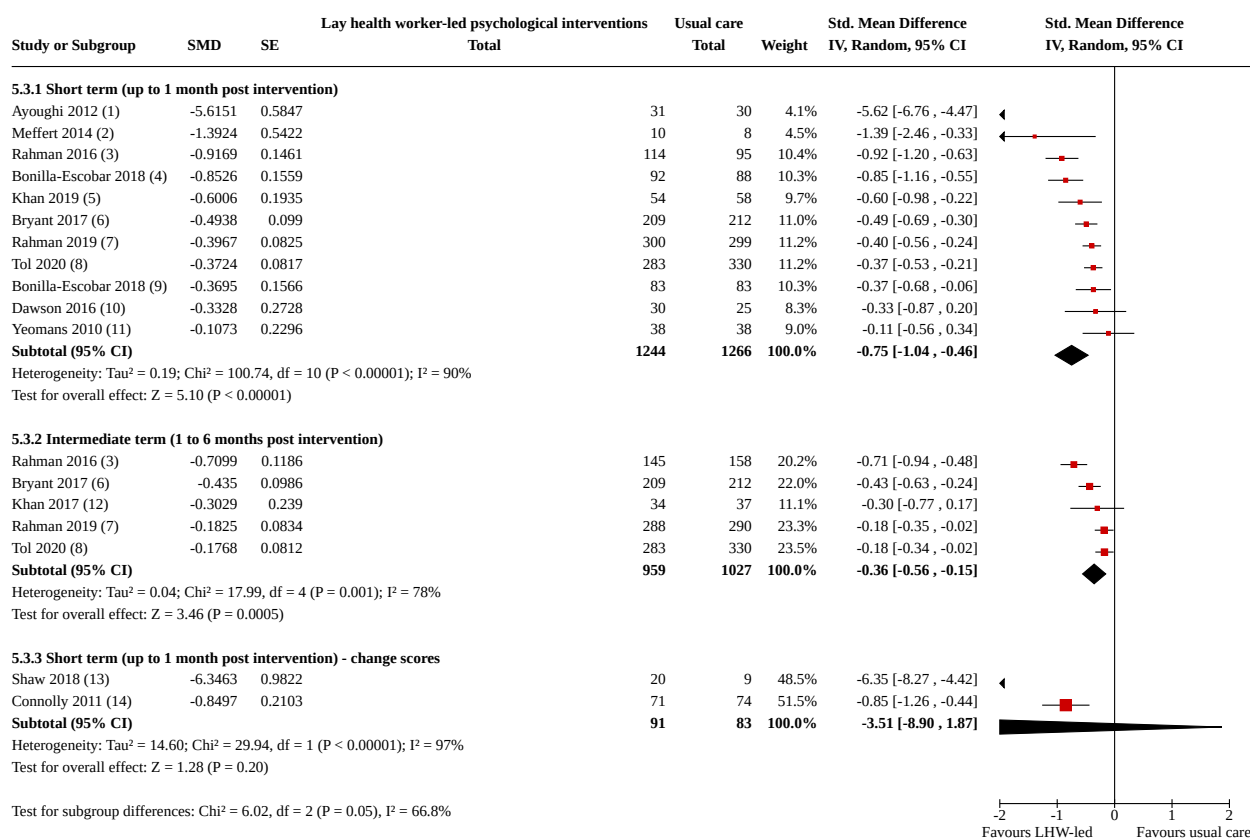 Lay health worker-led psychological interventions Usual care Std. Mean Difference Std. Mean Difference
Study or Subgroup SMD SE Total Total Weight IV, Random, 95% CI IV, Random, 95% CI
5.3.1 Short term (up to 1 month post intervention)
Ayoughi 2012 (1) -5.6151 0.5847 31 30 4.1% -5.62 [-6.76 , -4.47]
Meffert 2014 (2) -1.3924 0.5422 10 8 4.5% -1.39 [-2.46 , -0.33]
Rahman 2016 (3) -0.9169 0.1461 114 95 10.4% -0.92 [-1.20 , -0.63]
Bonilla-Escobar 2018 (4) -0.8526 0.1559 92 88 10.3% -0.85 [-1.16 , -0.55]
Khan 2019 (5) -0.6006 0.1935 54 58 9.7% -0.60 [-0.98 , -0.22]
Bryant 2017 (6) -0.4938 0.099 209 212 11.0% -0.49 [-0.69 , -0.30]
Rahman 2019 (7) -0.3967 0.0825 300 299 11.2% -0.40 [-0.56 , -0.24]
Tol 2020 (8) -0.3724 0.0817 283 330 11.2% -0.37 [-0.53 , -0.21]
Bonilla-Escobar 2018 (9) -0.3695 0.1566 83 83 10.3% -0.37 [-0.68 , -0.06]
Dawson 2016 (10) -0.3328 0.2728 30 25 8.3% -0.33 [-0.87 , 0.20]
Yeomans 2010 (11) -0.1073 0.2296 38 38 9.0% -0.11 [-0.56 , 0.34]
Subtotal (95% CI) 1244 1266 100.0% -0.75 [-1.04 , -0.46]
Heterogeneity: Tau² = 0.19; Chi² = 100.74, df = 10 (P < 0.00001); I² = 90%
Test for overall effect: Z = 5.10 (P < 0.00001)
5.3.2 Intermediate term (1 to 6 months post intervention)
Rahman 2016 (3) -0.7099 0.1186 145 158 20.2% -0.71 [-0.94 , -0.48]
Bryant 2017 (6) -0.435 0.0986 209 212 22.0% -0.43 [-0.63 , -0.24]
Khan 2017 (12) -0.3029 0.239 34 37 11.1% -0.30 [-0.77 , 0.17]
Rahman 2019 (7) -0.1825 0.0834 288 290 23.3% -0.18 [-0.35 , -0.02]
Tol 2020 (8) -0.1768 0.0812 283 330 23.5% -0.18 [-0.34 , -0.02]
Subtotal (95% CI) 959 1027 100.0% -0.36 [-0.56 , -0.15]
Heterogeneity: Tau² = 0.04; Chi² = 17.99, df = 4 (P = 0.001); I² = 78%
Test for overall effect: Z = 3.46 (P = 0.0005)
5.3.3 Short term (up to 1 month post intervention) - change scores
Shaw 2018 (13) -6.3463 0.9822 20 9 48.5% -6.35 [-8.27 , -4.42]
Connolly 2011 (14) -0.8497 0.2103 71 74 51.5% -0.85 [-1.26 , -0.44]
Subtotal (95% CI) 91 83 100.0% -3.51 [-8.90 , 1.87]
Heterogeneity: Tau² = 14.60; Chi² = 29.94, df = 1 (P < 0.00001); I² = 97%
Test for overall effect: Z = 1.28 (P = 0.20)
Test for subgroup differences: Chi² = 6.02, df = 2 (P = 0.05), I² = 66.8%
-2 -1 0 1 2
Favours LHW-led Favours usual care